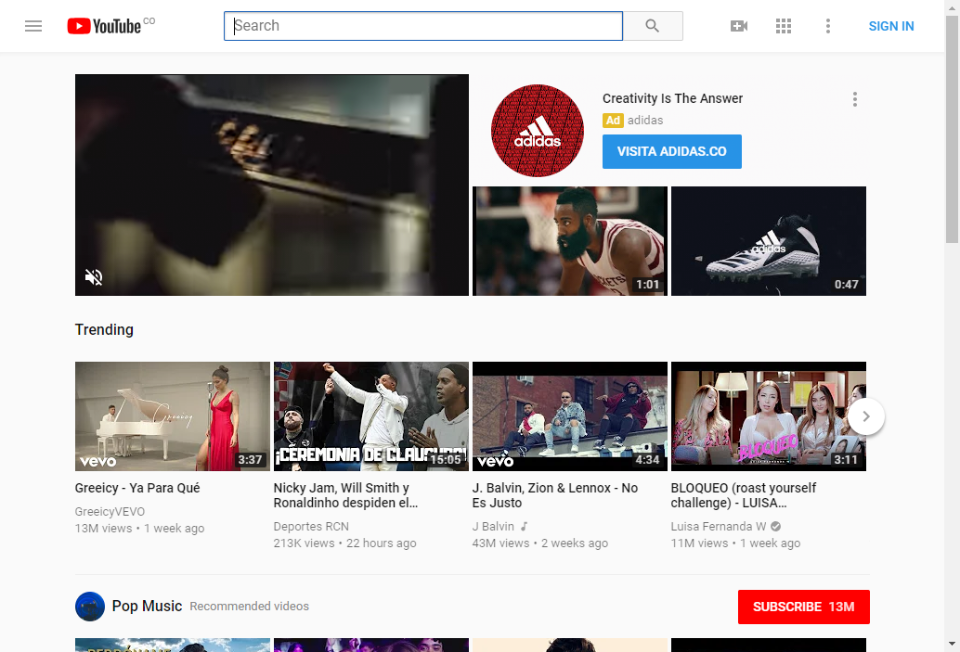 YouTube CO
Search
SIGN IN
Creativity Is The Answer
Ad adidas
adidas
VISITA ADIDAS.CO
1:01
adidas
0:47
Trending
Greeicy
vevo
3:37
¡CEREMONIA DE CLAUSURA!
15:05
vevo
4:34
BLOQUEO
3:11
Greeicy - Ya Para Qué
GreeicyVEVO
13M views • 1 week ago
Nicky Jam, Will Smith y
Ronaldinho despiden el...
Deportes RCN
213K views • 22 hours ago
J. Balvin, Zion & Lennox - No
Es Justo
J Balvin
43M views • 2 weeks ago
BLOQUEO (roast yourself
challenge) - LUISA...
Luisa Fernanda W
11M views • 1 week ago
Pop Music Recommended videos
SUBSCRIBE 13M